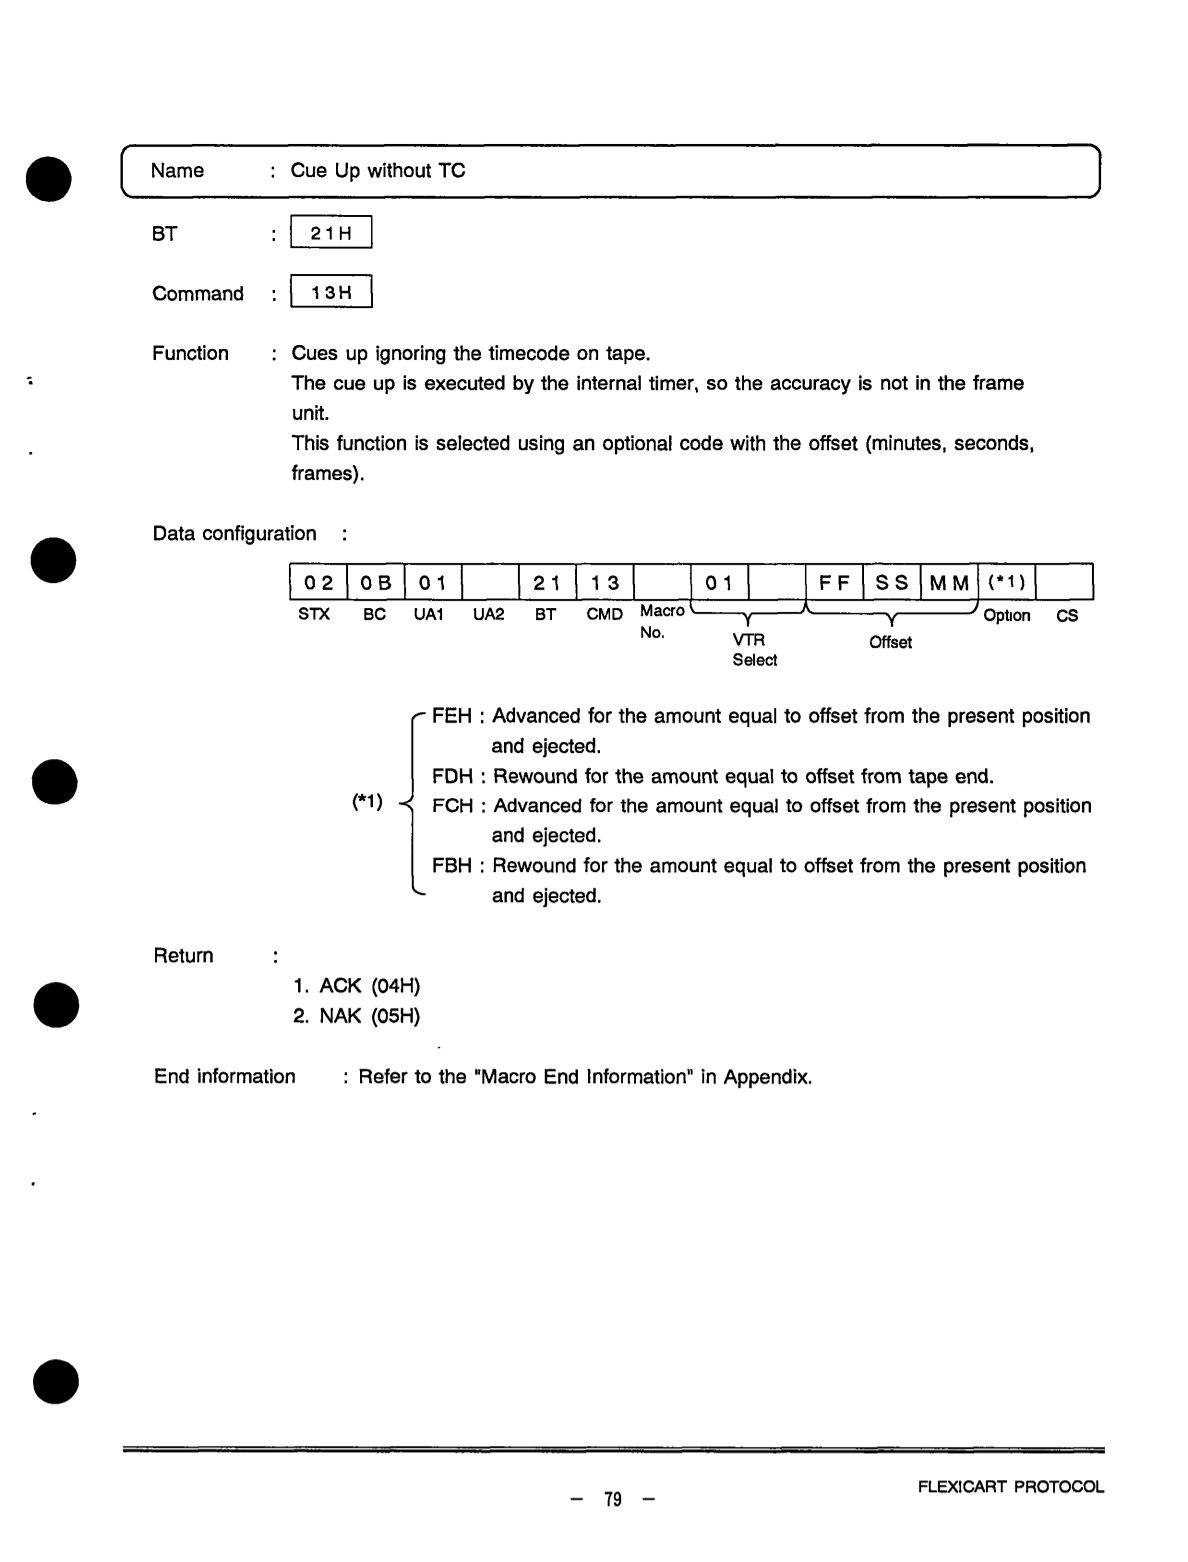 Name : Cue Up without TC
BT : 21H
Command : 13H
Function : Cues up ignoring the timecode on tape.
The cue up is executed by the internal timer, so the accuracy is not in the frame
unit.
This function is selected using an optional code with the offset (minutes, seconds,
frames).
Data configuration :
02 0B 01 21 13 01 FF SS MM (*1)
STX BC UA1 UA2 BT CMD Macro No. VTR Select Offset Option CS
(*1)
FEH : Advanced for the amount equal to offset from the present position
and ejected.
FDH : Rewound for the amount equal to offset from tape end.
FCH : Advanced for the amount equal to offset from the present position
and ejected.
FBH : Rewound for the amount equal to offset from the present position
and ejected.
Return :
1. ACK (04H)
2. NAK (05H)
End information : Refer to the "Macro End Information" in Appendix.
FLEXICART PROTOCOL
– 79 –